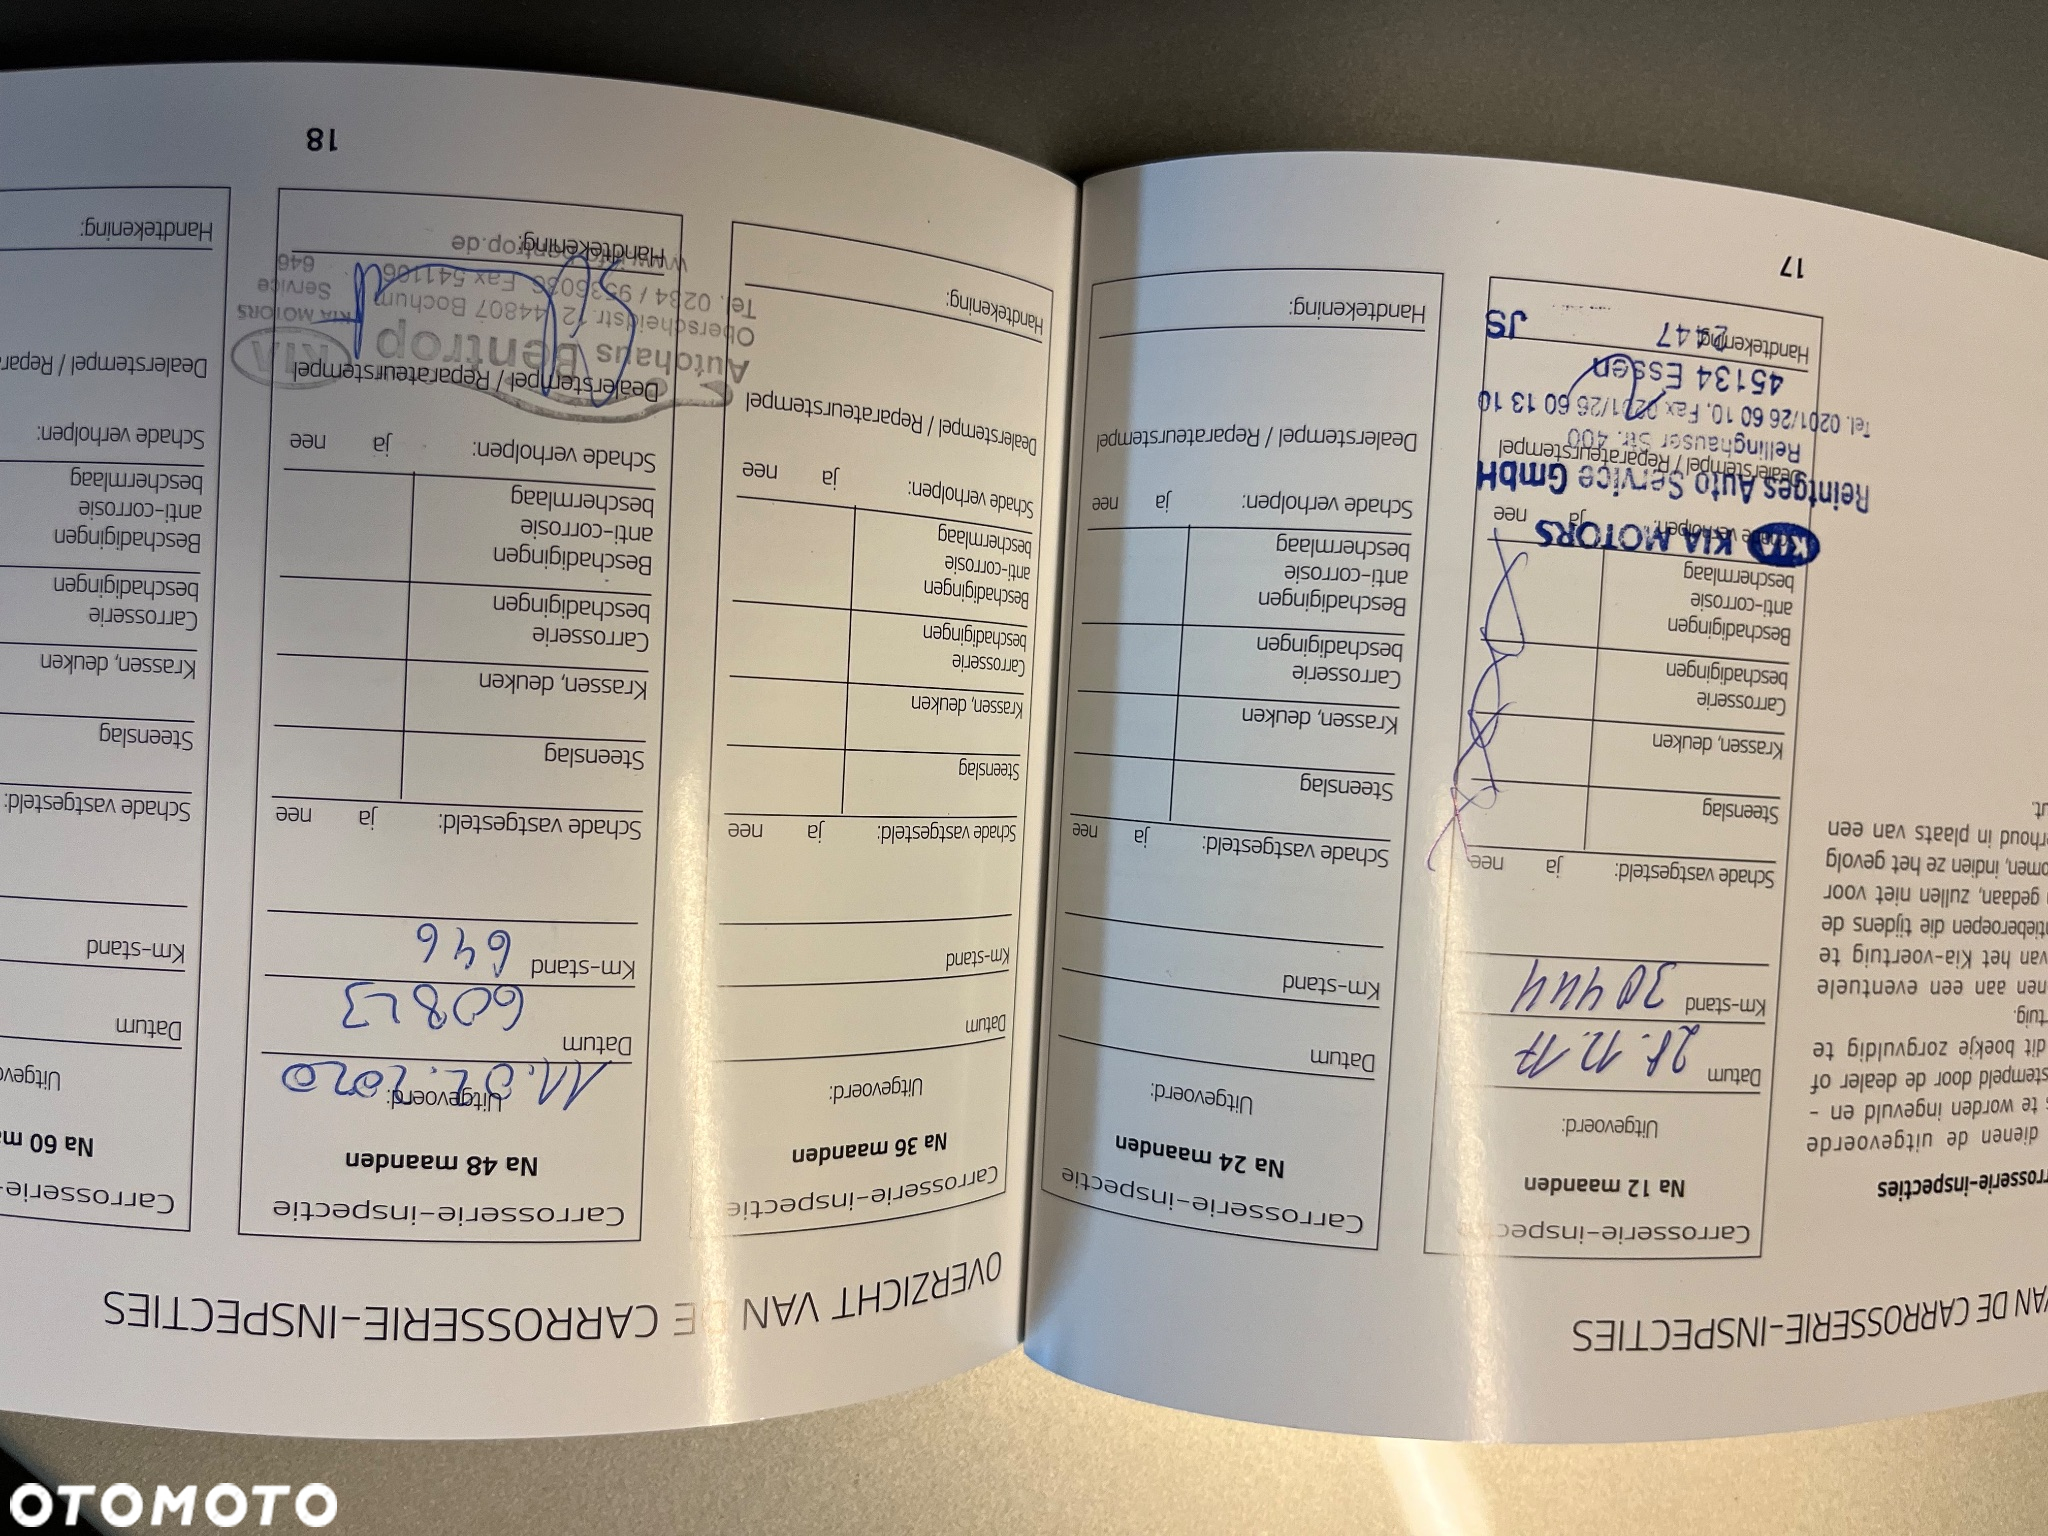 VAN DE CARROSSERIE-INSPECTIES
dienen de uitgevoerde
te worden ingevuld en –
stempeld door de dealer of
dit boekje zorgvuldig te
nen aan een eventuele
van het Kia-voertuig te
gedaan, zullen niet voor
omen, indien ze het gevolg
rhoud in plaats van een
Carrosserie-inspectie
Na 12 maanden
Uitgevoerd:
Datum 28.12.17
Km-stand 30444
Schade vastgesteld: ja nee
Steenslag
Krassen, deuken
Carrosserie
beschadigingen
Beschadigingen
anti-corrosie
beschermlaag
ja nee
KIA KIA MOTORS
Reintges Auto Service GmbH
Dealerstempel / Reparateurstempel
Rellinghauser Str. 400
Tel. 0201/26 60 10, Fax 0201/26 60 13 10
45134 Essen
Handtekening:
JS
17
Carrosserie-inspectie
Na 24 maanden
Uitgevoerd:
Datum
Km-stand
Schade vastgesteld: ja nee
Steenslag
Krassen, deuken
Carrosserie
beschadigingen
Beschadigingen
anti-corrosie
beschermlaag
Schade verholpen: ja nee
Dealerstempel / Reparateurstempel
Handtekening:
OVERZICHT VAN DE CARROSSERIE-INSPECTIES
Carrosserie-inspectie
Na 36 maanden
Uitgevoerd:
Datum
Km-stand
Schade vastgesteld: ja nee
Steenslag
Krassen, deuken
Carrosserie
beschadigingen
Beschadigingen
anti-corrosie
beschermlaag
Schade verholpen: ja nee
Dealerstempel / Reparateurstempel
Handtekening:
Carrosserie-inspectie
Na 48 maanden
Uitgevoerd:
11.02.2020
Datum
60823
Km-stand 646
Schade vastgesteld: ja nee
Steenslag
Krassen, deuken
Carrosserie
beschadigingen
Beschadigingen
anti-corrosie
beschermlaag
Schade verholpen: ja nee
Dealerstempel / Reparateurstempel
Autohaus Bentrop KIA
Oberscheidstr. 12, 44807 Bochum KIA MOTORS
Tel. 0234 / Fax 541106 Service
www. bentrop.de 646
Handtekening:
Carrosserie-
Na 60
Uitgevoe
Datum
Km-stand
Schade vastgesteld:
Steenslag
Krassen, deuken
Carrosserie
beschadigingen
Beschadigingen
anti-corrosie
beschermlaag
Schade verholpen:
Dealerstempel / Repara
Handtekening:
18
OTOMOTO